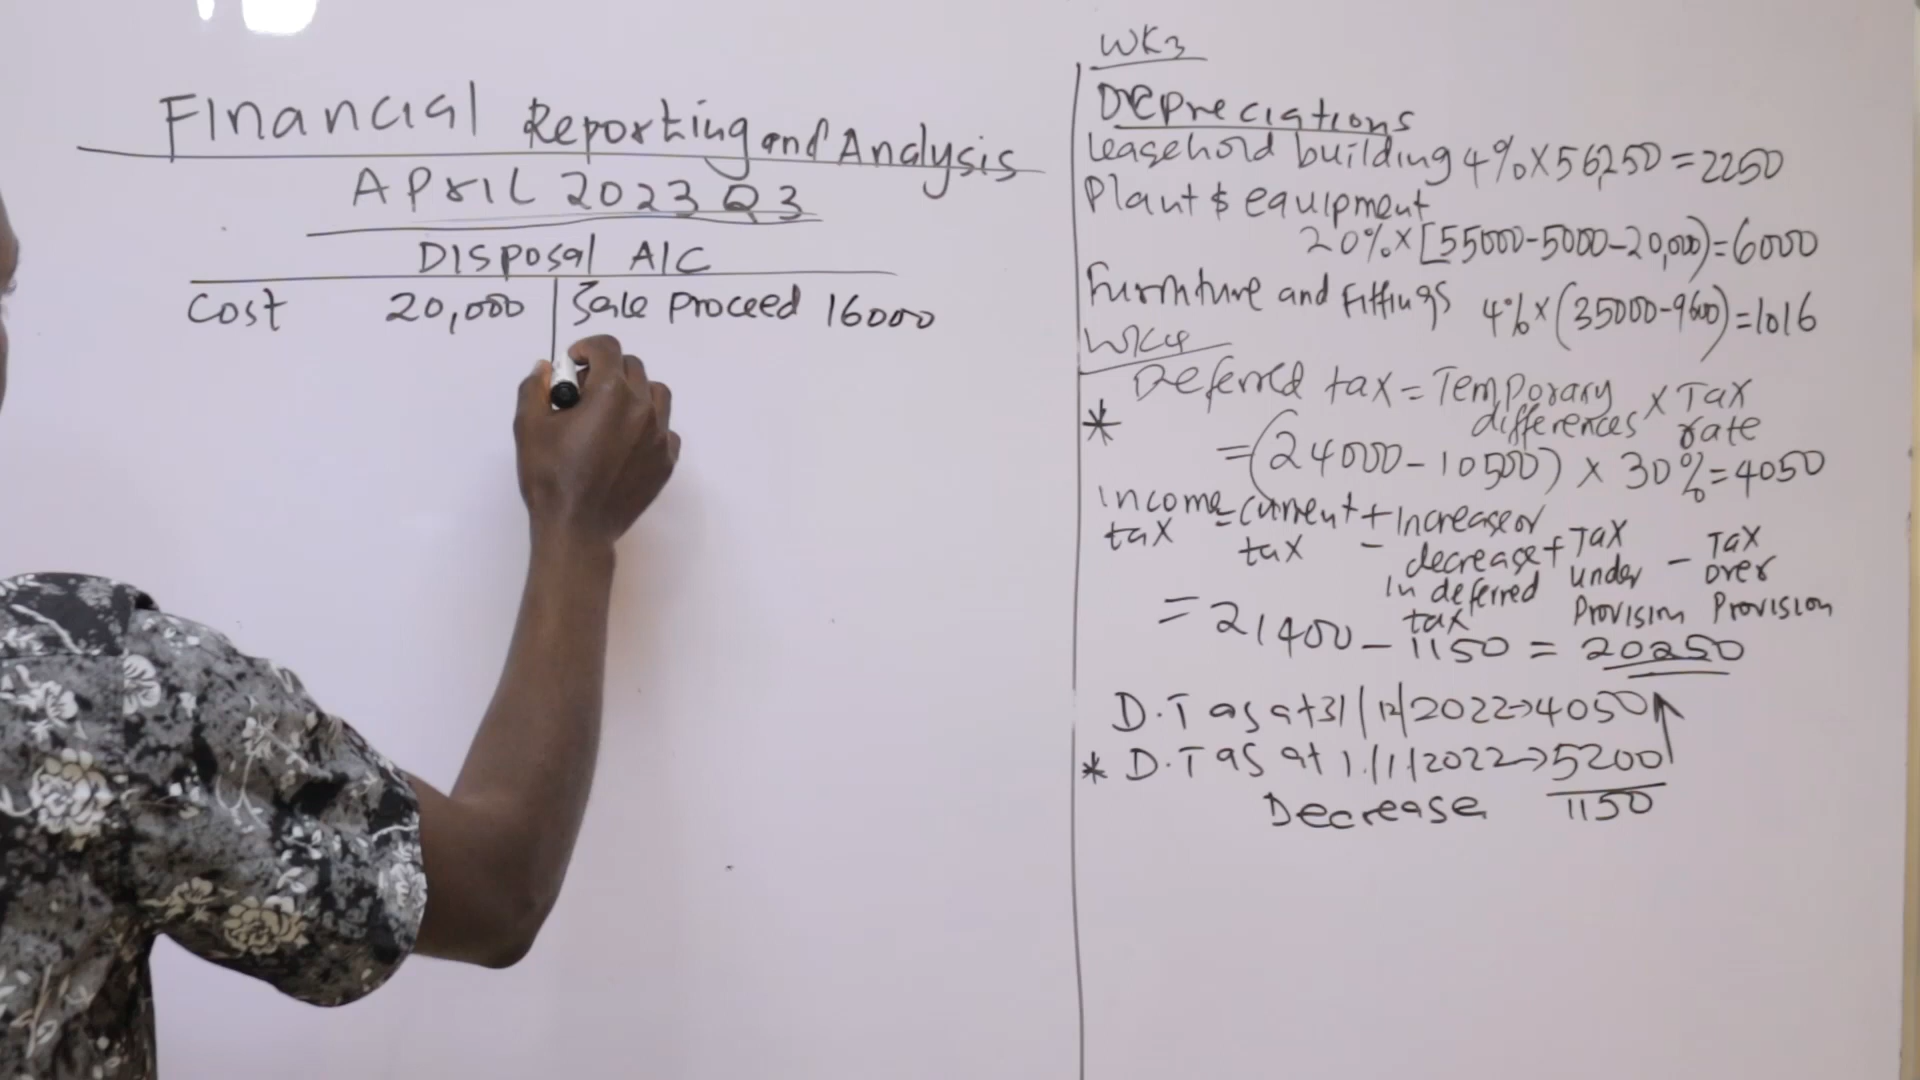 Financial Reporting and Analysis
APRIL 2023 Q3
Disposal A/C
Cost 20,000 Sale proceed 16000
WK3
Depreciations
Leasehord building 4% X 56,250 = 2250
Plant $ equipment
20% X [55000-5000-20,000) = 6000
Furniture and Fittings 4% X (35000-9600) = 1016
WK4
Deferred tax = Temporary differences X Tax rate
*
= (24000 - 10500) X 30% = 4050
Income tax = current tax + - Increase or decrease in deferred tax + Tax under Provision - Tax over Provision
= 21400 - 1150 = 20250
D.T as at 31/12/2022 → 4050
* D.T as at 1/1/2022 → 5200
Decrease 1150